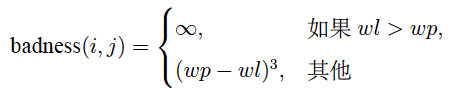 badness(i, j) = { ∞, 如果 wl > wp,
(wp − wl)³, 其他